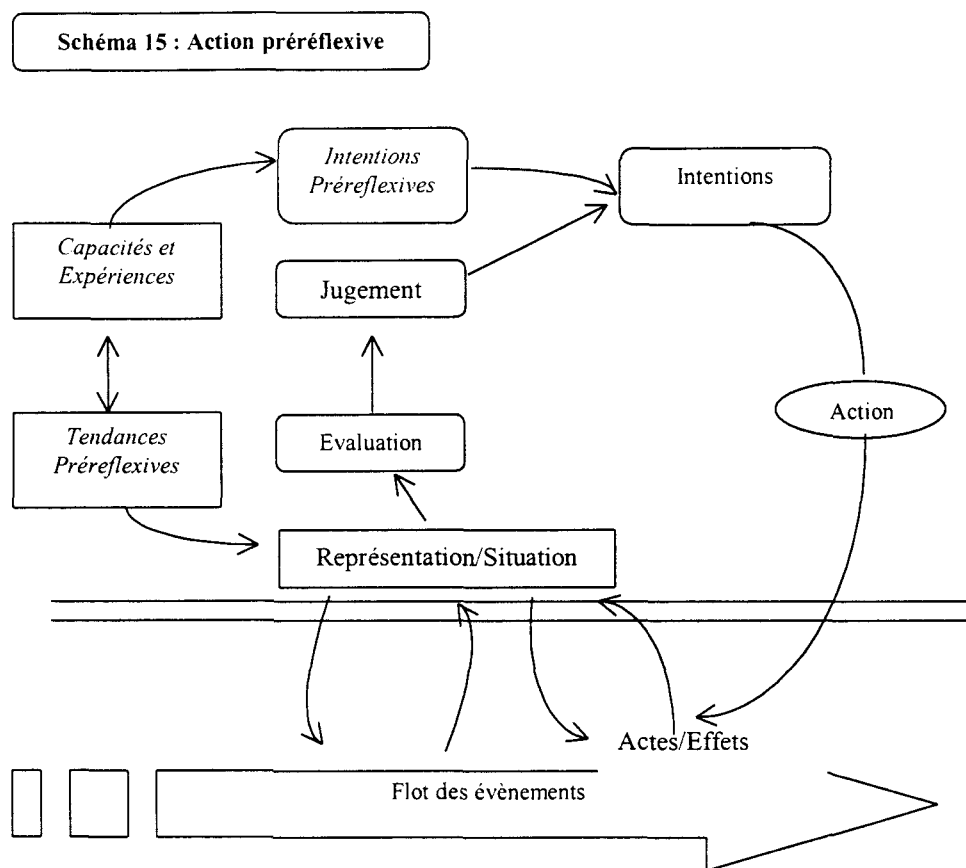 Schéma 15 : Action préréflexive
Intentions
Préreflexives
Intentions
Capacités et
Expériences
Jugement
Action
Tendances
Préreflexives
Evaluation
Représentation/Situation
Actes/Effets
Flot des évènements